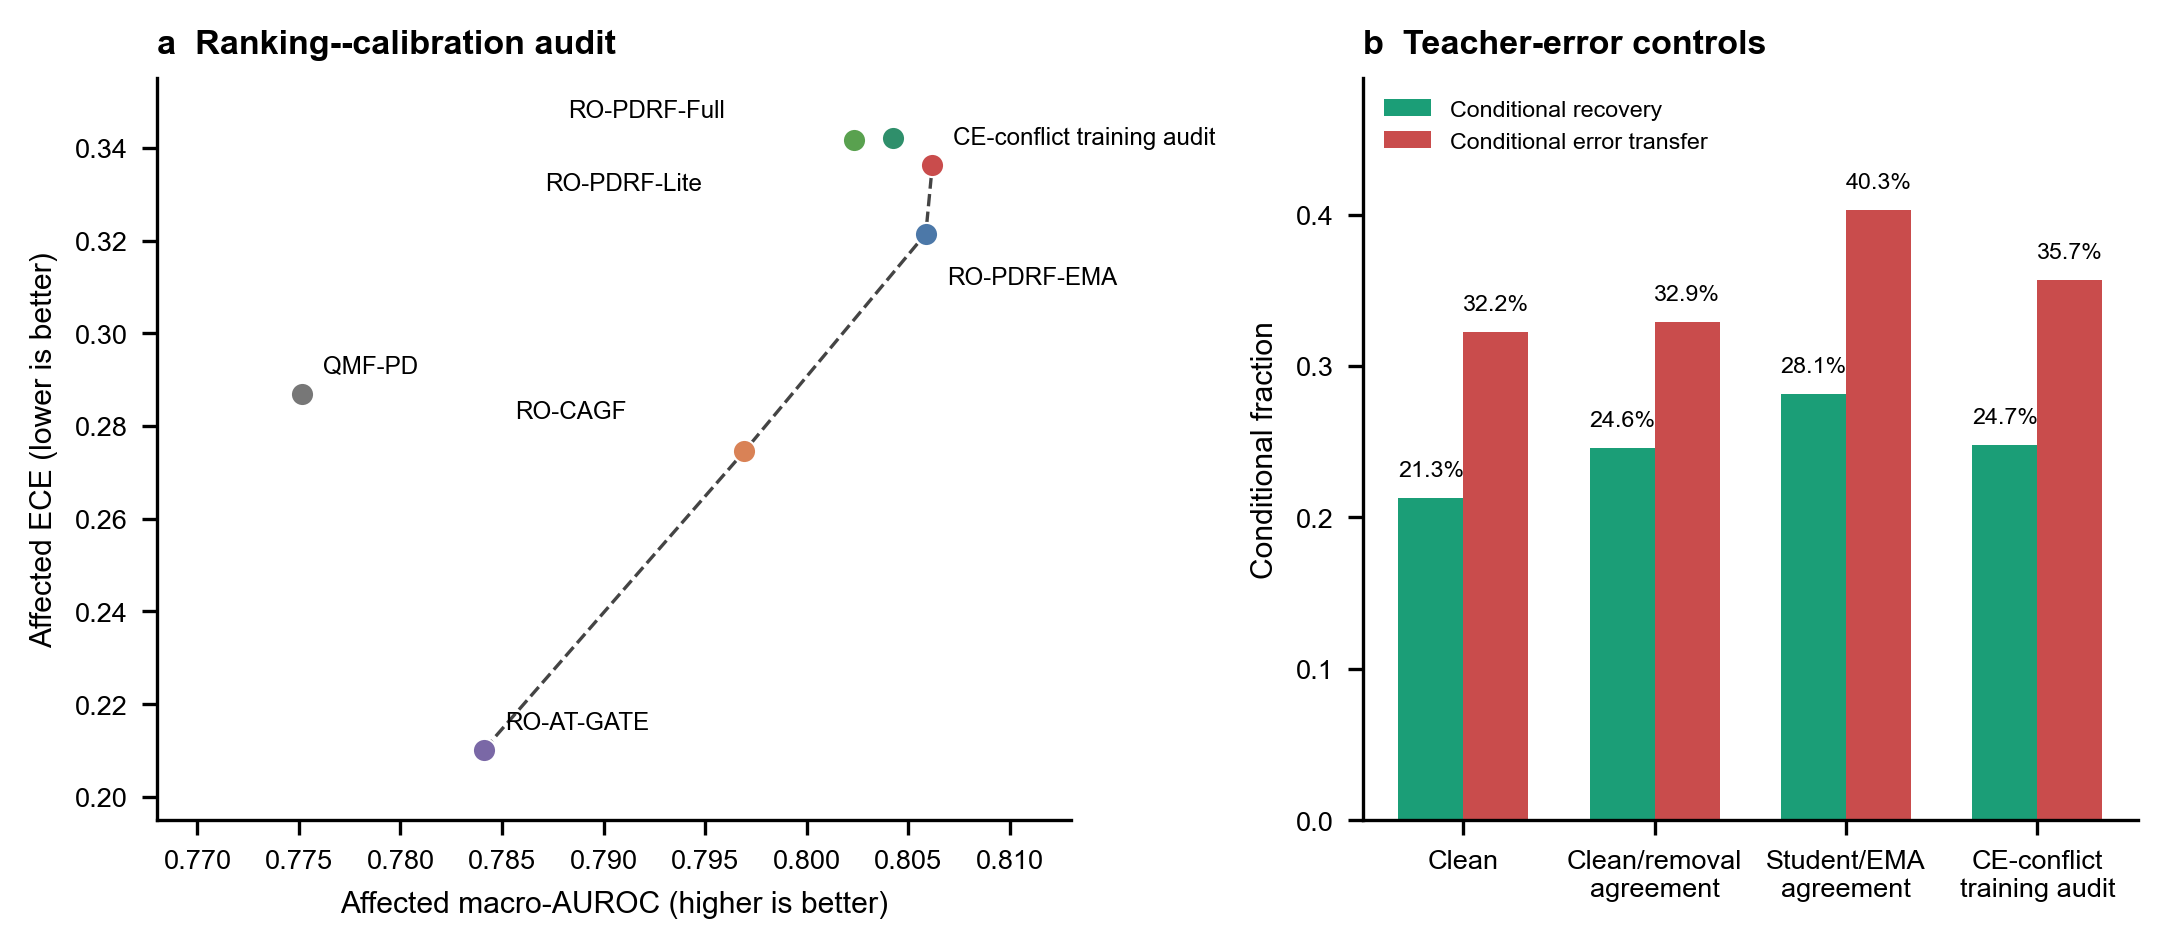 a Ranking--calibration audit
RO-PDRF-Full
CE-conflict training audit
RO-PDRF-Lite
RO-PDRF-EMA
QMF-PD
RO-CAGF
RO-AT-GATE
0.34
0.32
0.30
0.28
0.26
0.24
0.22
0.20
Affected ECE (lower is better)
0.770 0.775 0.780 0.785 0.790 0.795 0.800 0.805 0.810
Affected macro-AUROC (higher is better)
b Teacher-error controls
Conditional recovery
Conditional error transfer
40.3%
35.7%
32.2%
32.9%
28.1%
24.6%
24.7%
21.3%
0.4
0.3
0.2
0.1
0.0
Conditional fraction
Clean
Clean/removal
agreement
Student/EMA
agreement
CE-conflict
training audit